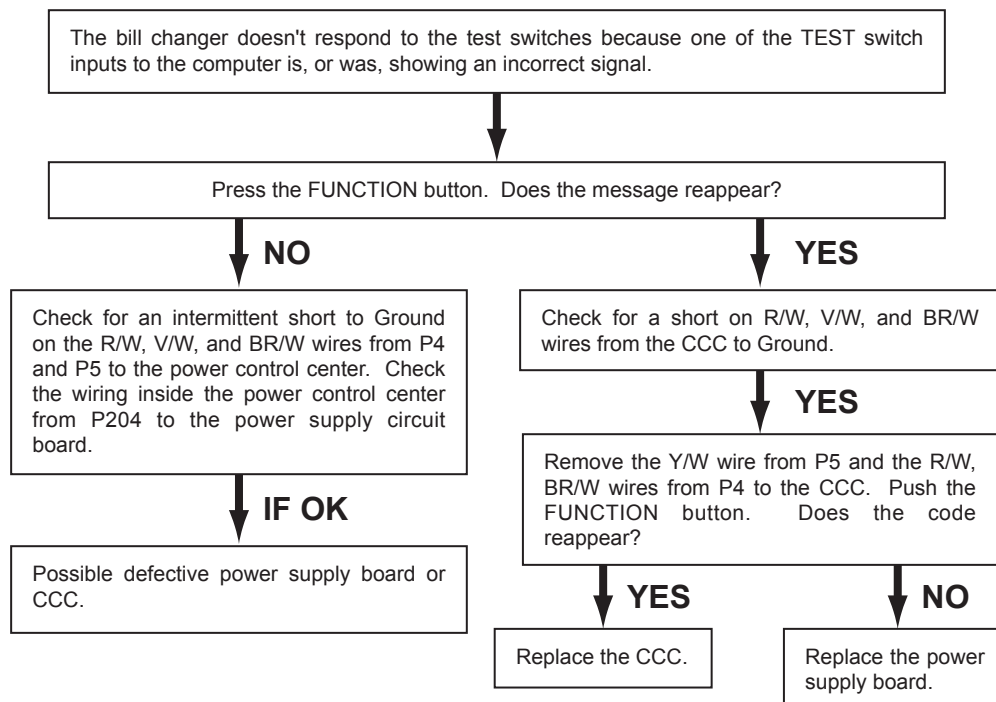 The bill changer doesn't respond to the test switches because one of the TEST switch
inputs to the computer is, or was, showing an incorrect signal.
Press the FUNCTION button. Does the message reappear?
NO
YES
Check for an intermittent short to Ground
on the R/W, V/W, and BR/W wires from P4
and P5 to the power control center. Check
the wiring inside the power control center
from P204 to the power supply circuit
board.
Check for a short on R/W, V/W, and BR/W
wires from the CCC to Ground.
YES
IF OK
Remove the Y/W wire from P5 and the R/W,
BR/W wires from P4 to the CCC. Push the
FUNCTION button. Does the code
reappear?
Possible defective power supply board or
CCC.
YES
NO
Replace the CCC.
Replace the power
supply board.